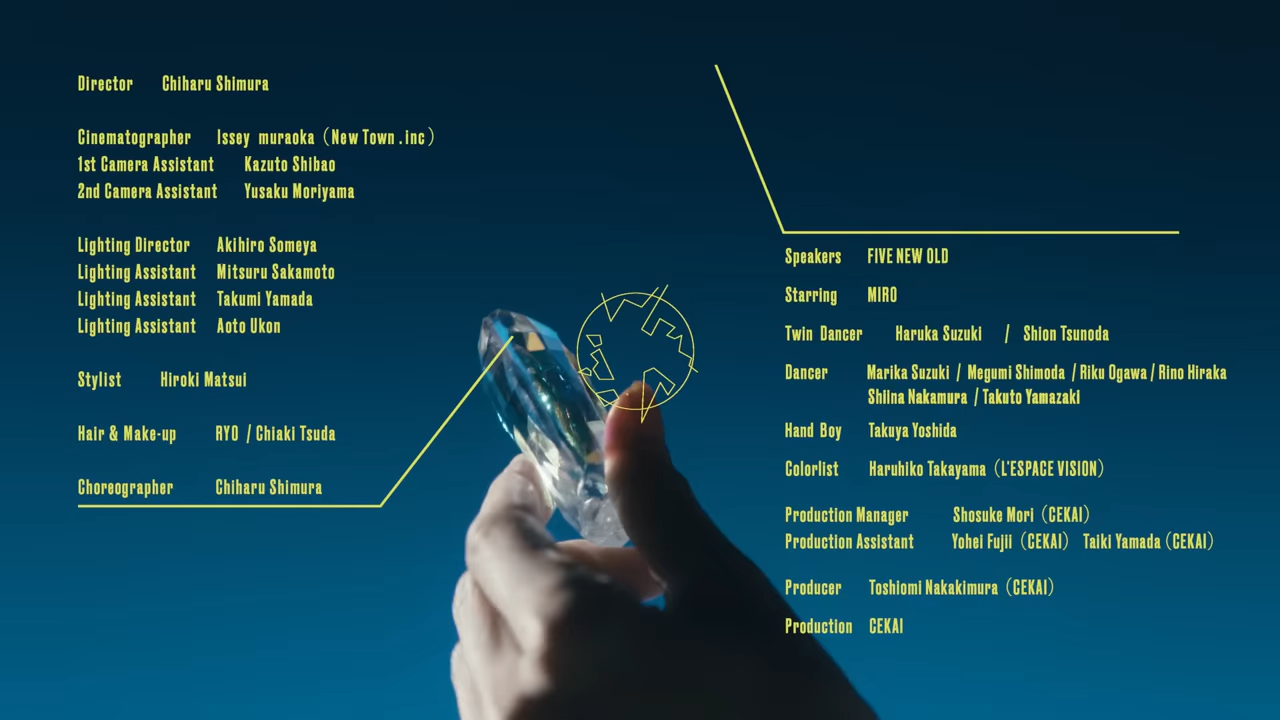 Director Chiharu Shimura
Cinematographer Issey muraoka (New Town .inc)
1st Camera Assistant Kazuto Shibao
2nd Camera Assistant Yusaku Moriyama
Lighting Director Akihiro Someya
Lighting Assistant Mitsuru Sakamoto
Lighting Assistant Takumi Yamada
Lighting Assistant Aoto Ukon
Stylist Hiroki Matsui
Hair & Make-up RYO / Chiaki Tsuda
Choreographer Chiharu Shimura
Speakers FIVE NEW OLD
Starring MIRO
Twin Dancer Haruka Suzuki / Shion Tsunoda
Dancer Marika Suzuki / Megumi Shimoda / Riku Ogawa / Rino Hiraka
Shiina Nakamura / Takuto Yamazaki
Hand Boy Takuya Yoshida
Colorlist Haruhiko Takayama (L'ESPACE VISION)
Production Manager Shosuke Mori (CEKAI)
Production Assistant Yohei Fujii (CEKAI) Taiki Yamada (CEKAI)
Producer Toshiomi Nakakimura (CEKAI)
Production CEKAI